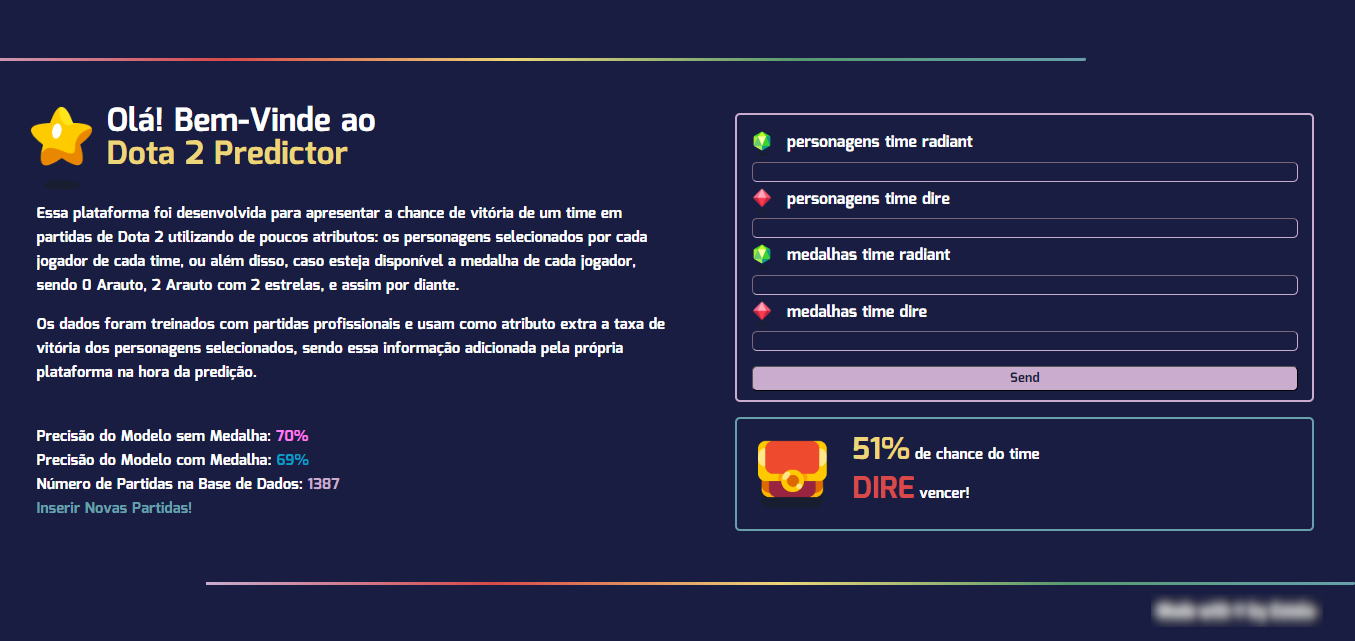 Olá! Bem-Vinde ao
Dota 2 Predictor
Essa plataforma foi desenvolvida para apresentar a chance de vitória de um time em
partidas de Dota 2 utilizando de poucos atributos: os personagens selecionados por cada
jogador de cada time, ou além disso, caso esteja disponível a medalha de cada jogador,
sendo 0 Arauto, 2 Arauto com 2 estrelas, e assim por diante.
Os dados foram treinados com partidas profissionais e usam como atributo extra a taxa de
vitória dos personagens selecionados, sendo essa informação adicionada pela própria
plataforma na hora da predição.
Precisão do Modelo sem Medalha: 70%
Precisão do Modelo com Medalha: 69%
Número de Partidas na Base de Dados: 1387
Inserir Novas Partidas!
personagens time radiant
personagens time dire
medalhas time radiant
medalhas time dire
Send
51% de chance do time
DIRE vencer!